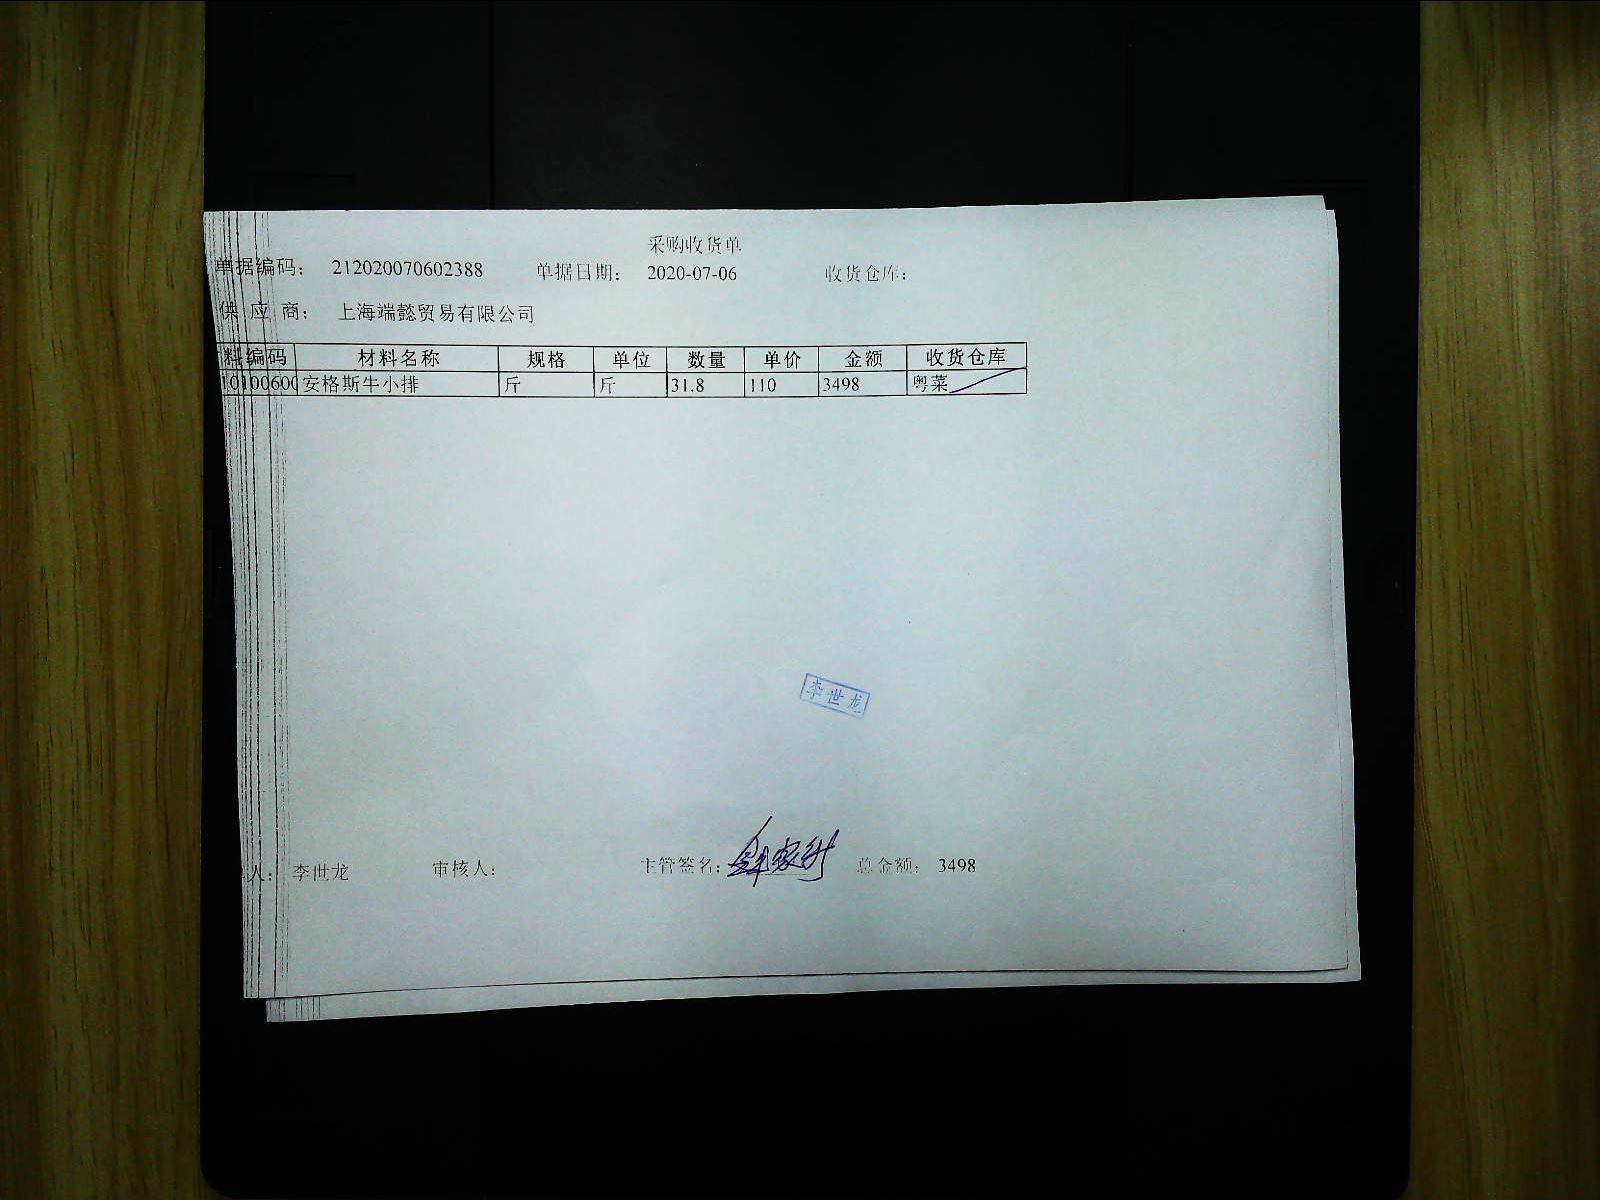 采购收货单
单据编码: 212020070602388 单据日期: 2020-07-06 收货仓库:
供应商: 上海端懿贸易有限公司
料编码 材料名称 规格 单位 数量 单价 金额 收货仓库
10100600 安格斯牛小排 斤 斤 31.8 110 3498 粤菜
李世龙
人: 李世龙 审核人: 主管签名: 总金额: 3498